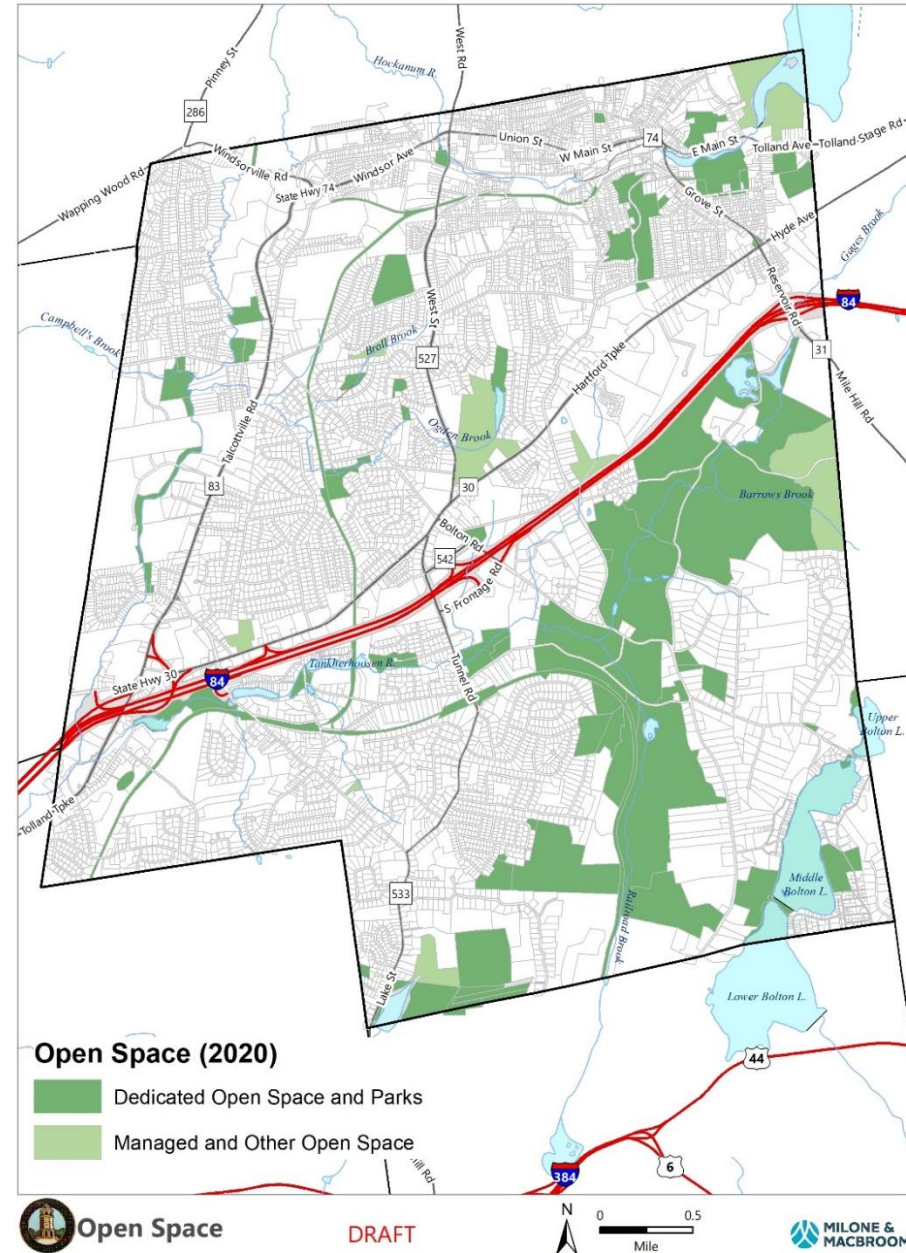 Pinney St
West Rd
Hockanum R.
286
Union St
74
W Main St
E Main St
Tolland Ave
Tolland Stage Rd
Windsorville Rd
Windsor Ave
State Hwy 74
Wapping Wood Rd
Grove St
Hyde Ave
Gages Brook
Reservoir Rd
84
West St
Campbell's Brook
Broll Brook
527
31
Hartford Tpke
Mile Hill Rd
Talcottville Rd
Ogden Brook
83
30
Barrows Brook
Bolton Rd
542
S Frontage Rd
Tankherhoosen R.
State Hwy 30
84
Tunnel Rd
Upper
Bolton L.
Tolland Tpke
Middle
Bolton L.
533
Railroad Brook
Lake St
Lower Bolton L.
Open Space (2020)
44
Dedicated Open Space and Parks
Managed and Other Open Space
6
384
Hill Rd
Open Space
DRAFT
N
0 0.5
Mile
MILONE &
MACBROOM